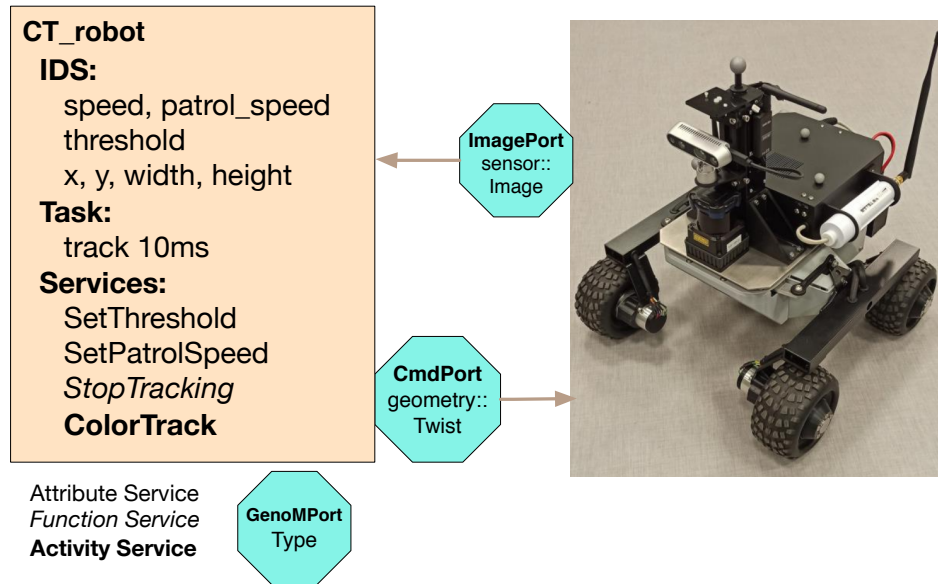 CT_robot
IDS:
speed, patrol_speed
threshold
x, y, width, height
Task:
track 10ms
Services:
SetThreshold
SetPatrolSpeed
StopTracking
ColorTrack
ImagePort
sensor::
Image
CmdPort
geometry::
Twist
Attribute Service
Function Service
Activity Service
GenoMPort
Type